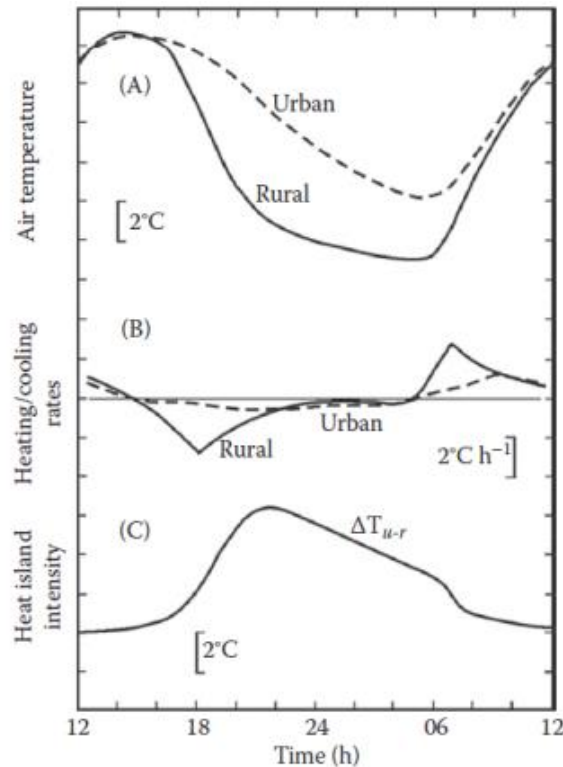 Air temperature
(A)
Urban
Rural
2°C
Heating/cooling
rates
(B)
Rural
Urban
2°C h⁻¹
Heat island
intensity
(C)
ΔTu-r
2°C
12
18
24
06
12
Time (h)